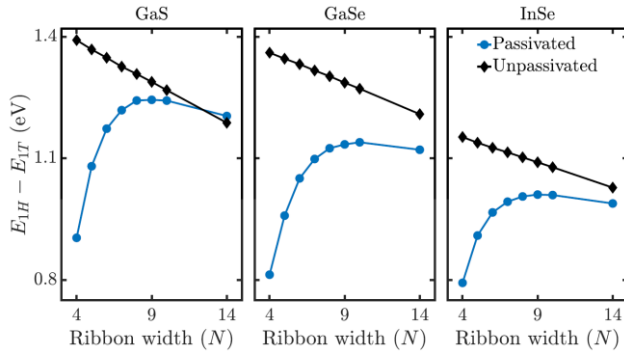 GaS GaSe InSe
1.4
1.1
0.8
E1H − E1T (eV)
Passivated
Unpassivated
4 9 14 4 9 14 4 9 14
Ribbon width (N) Ribbon width (N) Ribbon width (N)